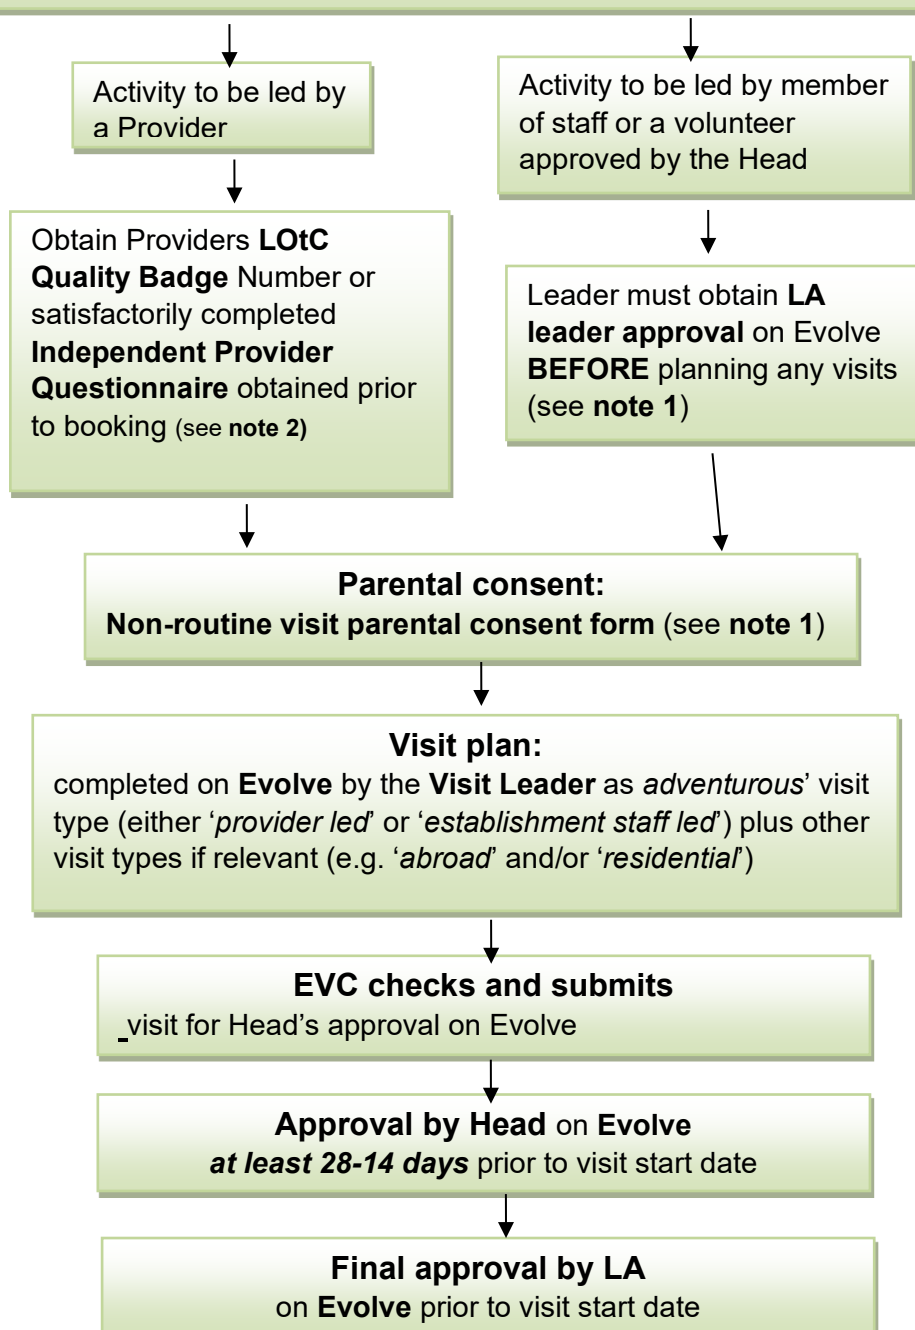 Activity to be led by
a Provider
Activity to be led by member
of staff or a volunteer
approved by the Head
Obtain Providers LOtC
Quality Badge Number or
satisfactorily completed
Independent Provider
Questionnaire obtained prior
to booking (see note 2)
Leader must obtain LA
leader approval on Evolve
BEFORE planning any visits
(see note 1)
Parental consent:
Non-routine visit parental consent form (see note 1)
Visit plan:
completed on Evolve by the Visit Leader as adventurous’ visit
type (either ‘provider led’ or ‘establishment staff led’) plus other
visit types if relevant (e.g. ‘abroad’ and/or ‘residential’)
EVC checks and submits
_visit for Head’s approval on Evolve
Approval by Head on Evolve
at least 28-14 days prior to visit start date
Final approval by LA
on Evolve prior to visit start date